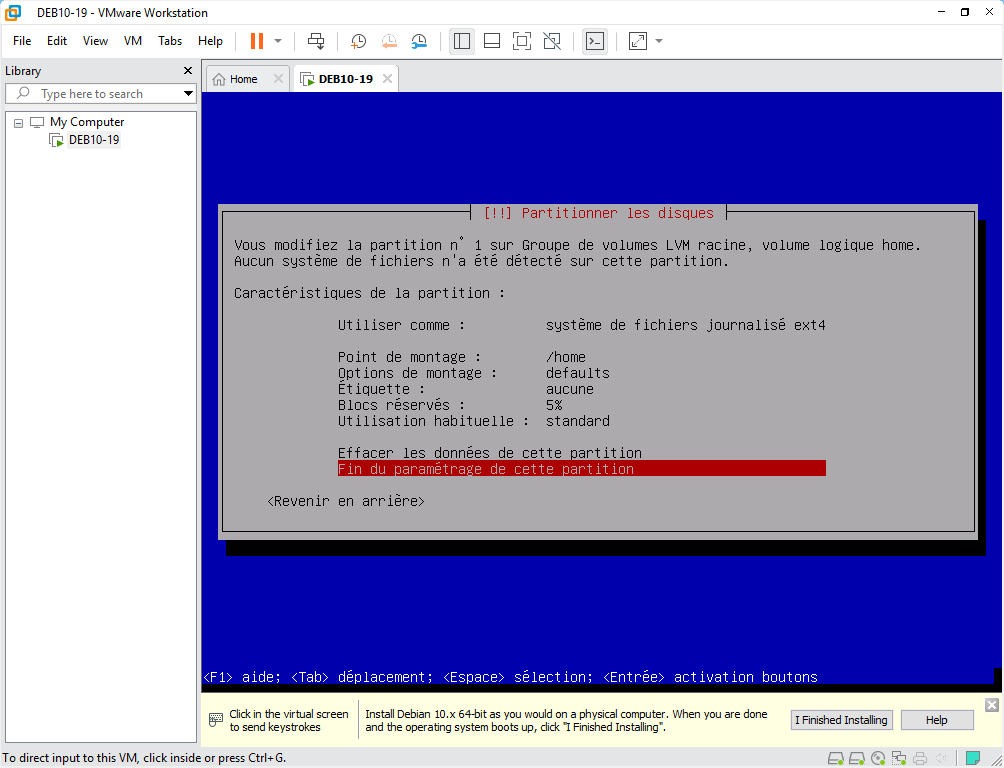 DEB10-19 - VMware Workstation
File Edit View VM Tabs Help
Library
Type here to search
My Computer
DEB10-19
Home
DEB10-19
[!!] Partitionner les disques
Vous modifiez la partition n° 1 sur Groupe de volumes LVM racine, volume logique home.
Aucun système de fichiers n'a été détecté sur cette partition.
Caractéristiques de la partition :
Utiliser comme : système de fichiers journalisé ext4
Point de montage : /home
Options de montage : defaults
Étiquette : aucune
Blocs réservés : 5%
Utilisation habituelle : standard
Effacer les données de cette partition
Fin du paramétrage de cette partition
<Revenir en arrière>
<F1> aide; <Tab> déplacement; <Espace> sélection; <Entrée> activation boutons
Click in the virtual screen
to send keystrokes
Install Debian 10.x 64-bit as you would on a physical computer. When you are done
and the operating system boots up, click "I Finished Installing".
I Finished Installing
Help
To direct input to this VM, click inside or press Ctrl+G.